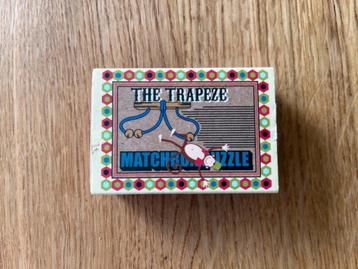 THE TRAPEZE
MATCHBOX PUZZLE